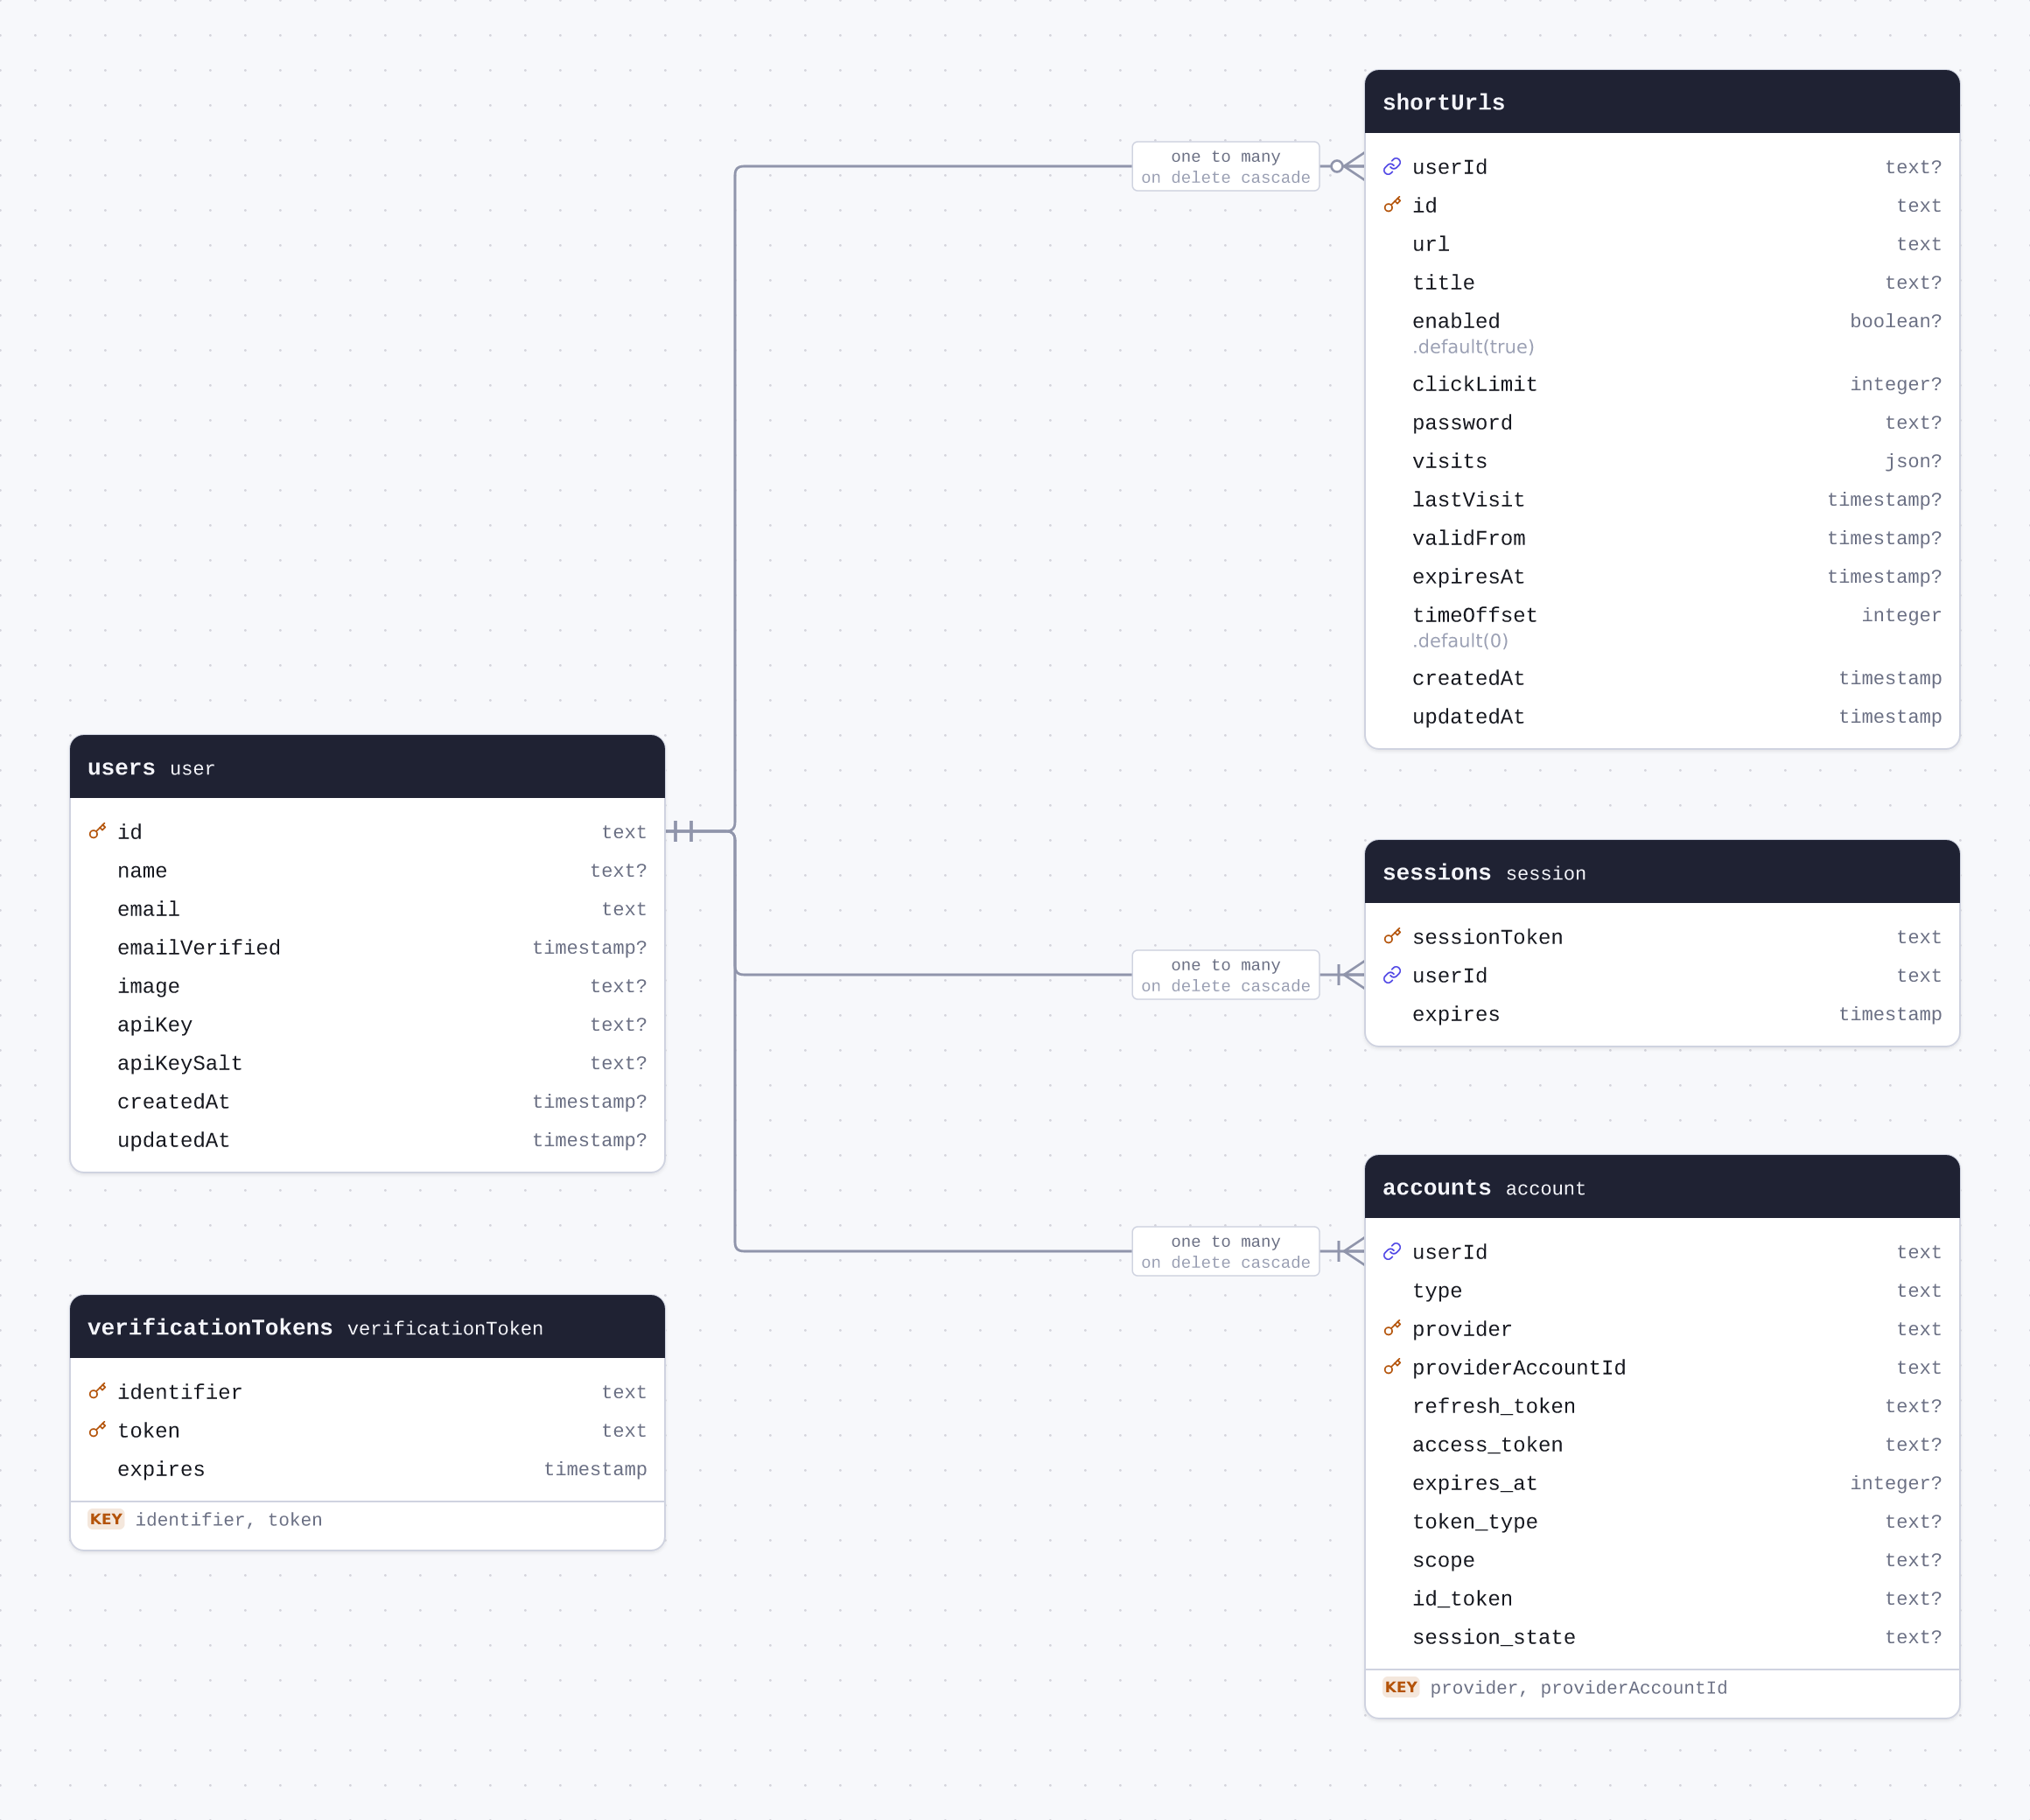 shortUrls
userId text?
id text
url text
title text?
enabled boolean?
.default(true)
clickLimit integer?
password text?
visits json?
lastVisit timestamp?
validFrom timestamp?
expiresAt timestamp?
timeOffset integer
.default(0)
createdAt timestamp
updatedAt timestamp
one to many
on delete cascade
users user
id text
name text?
email text
emailVerified timestamp?
image text?
apiKey text?
apiKeySalt text?
createdAt timestamp?
updatedAt timestamp?
sessions session
sessionToken text
userId text
expires timestamp
one to many
on delete cascade
accounts account
userId text
type text
provider text
providerAccountId text
refresh_token text?
access_token text?
expires_at integer?
token_type text?
scope text?
id_token text?
session_state text?
KEY provider, providerAccountId
one to many
on delete cascade
verificationTokens verificationToken
identifier text
token text
expires timestamp
KEY identifier, token